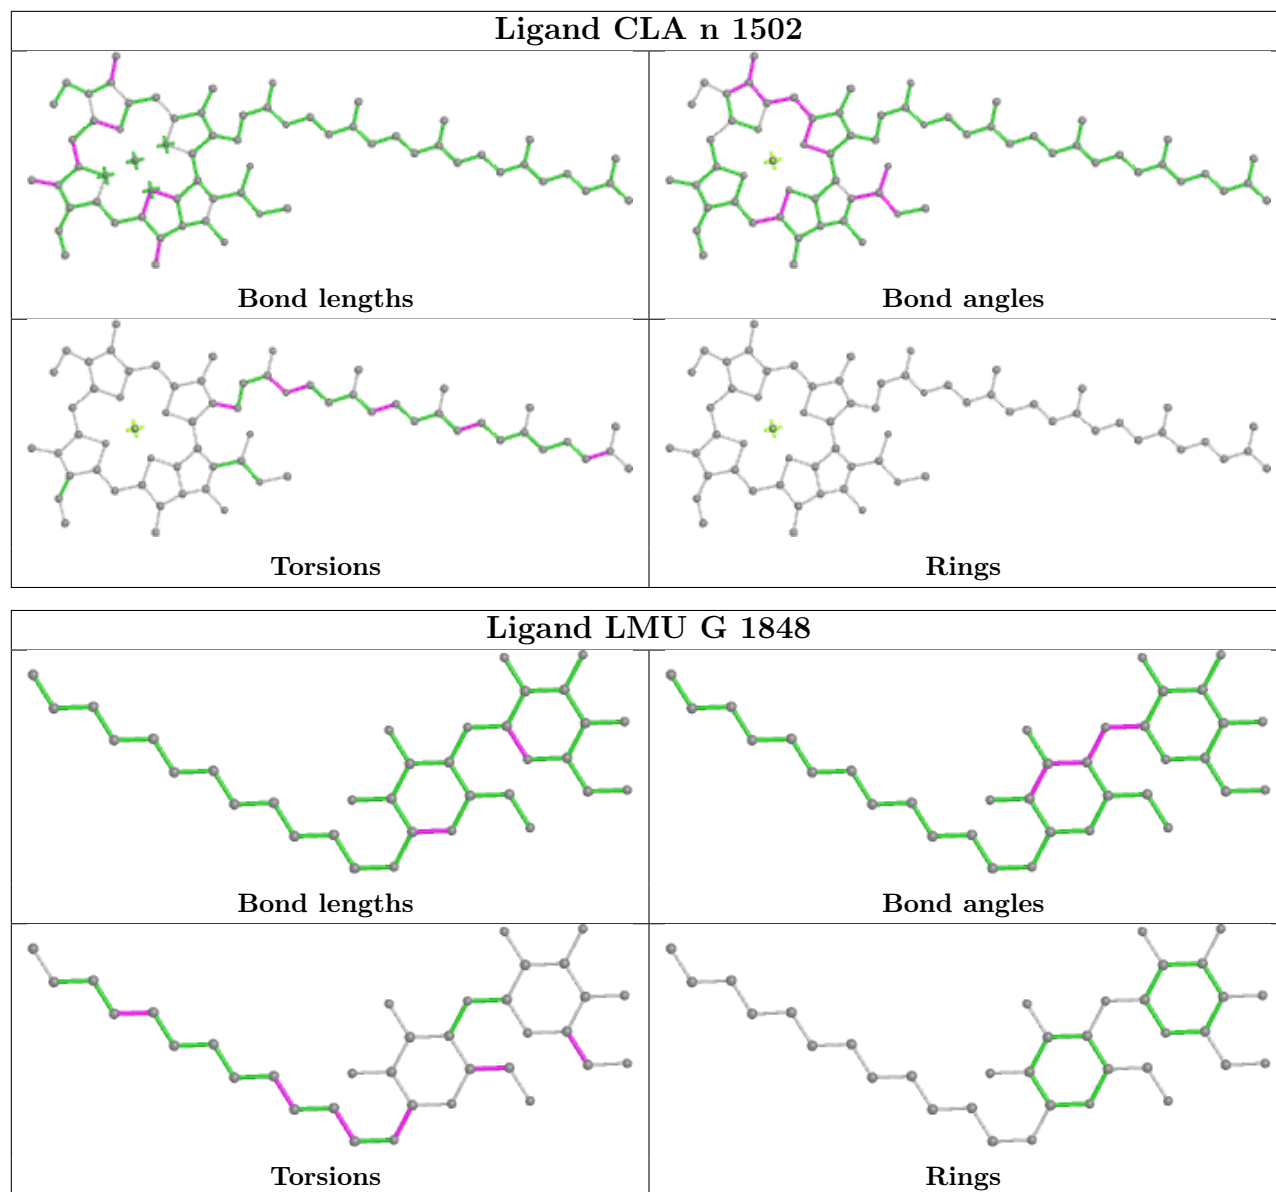 Ligand CLA n 1502
Bond lengths
Bond angles
Torsions
Rings
Ligand LMU G 1848
Bond lengths
Bond angles
Torsions
Rings